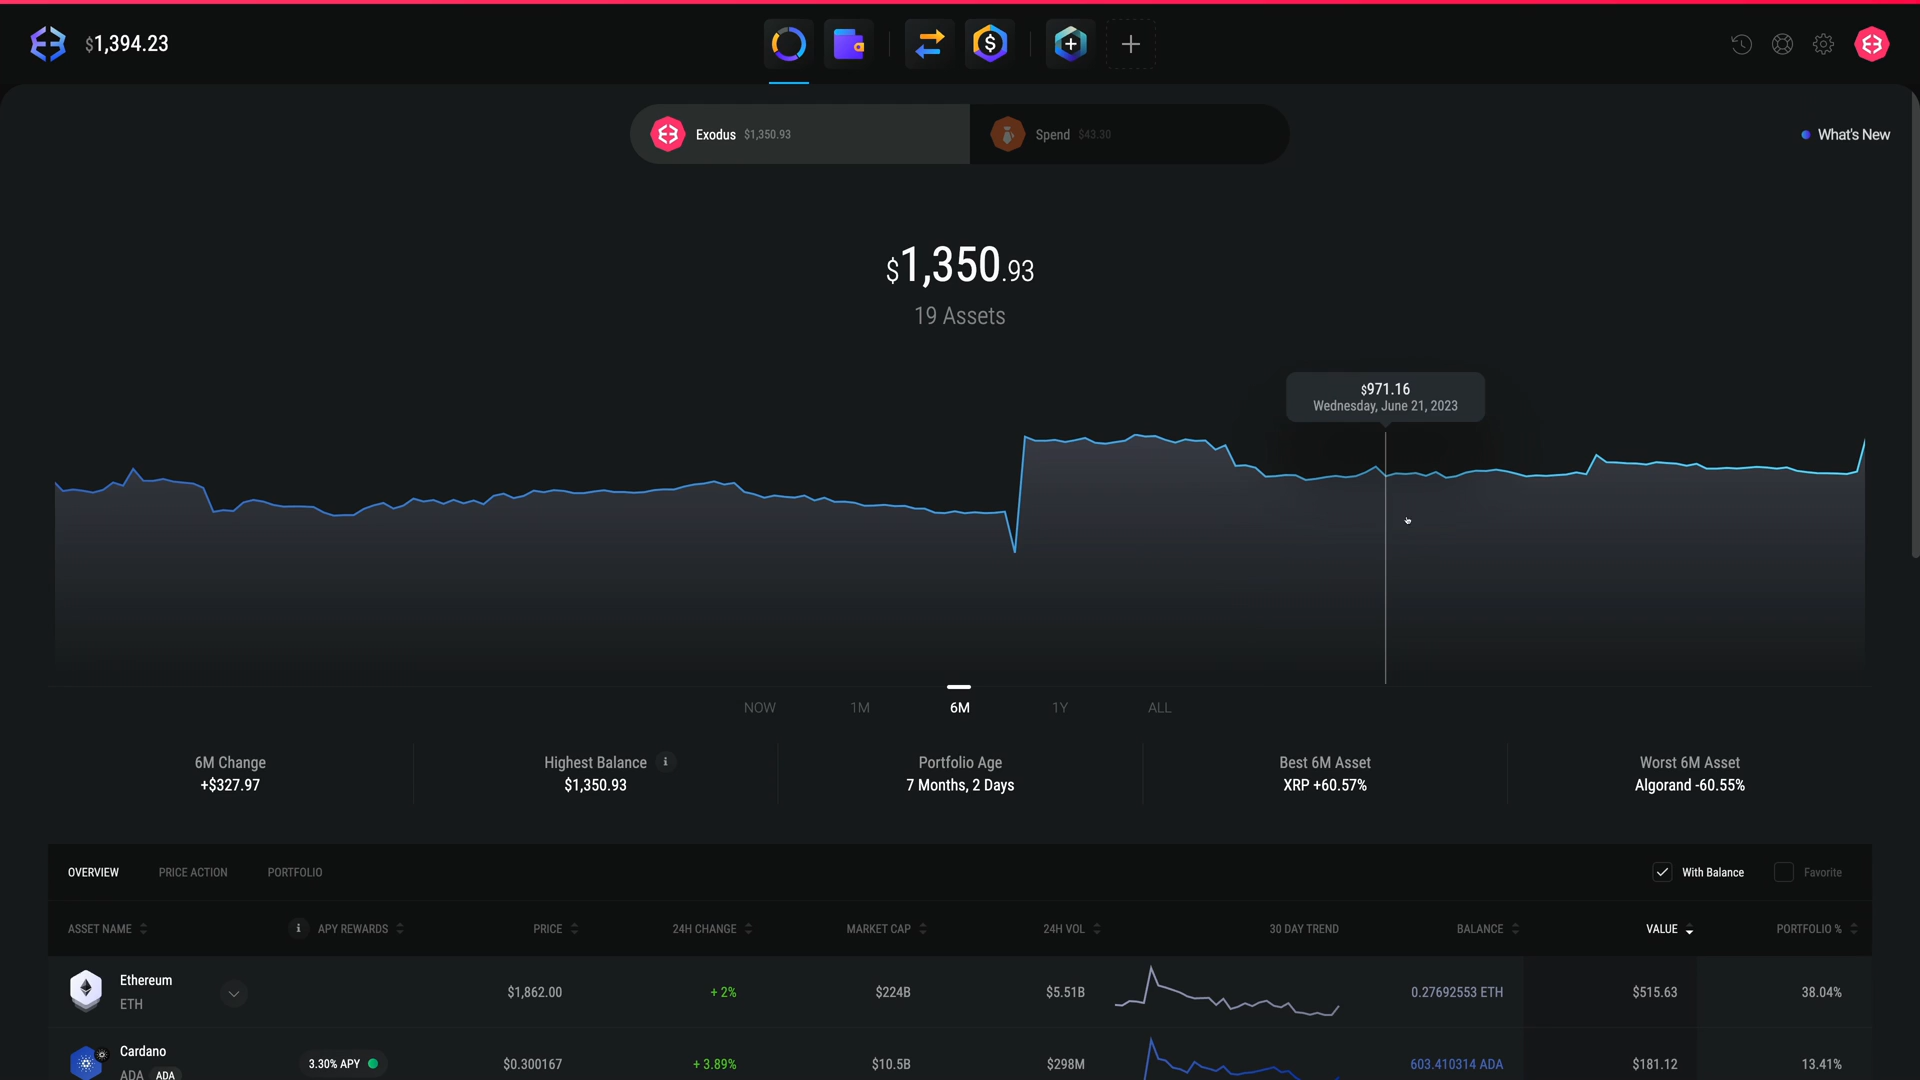 $1,394.23
Exodus $1,350.93
Spend $43.30
What's New
$1,350.93
19 Assets
$971.16
Wednesday, June 21, 2023
NOW 1M 6M 1Y ALL
6M Change
+$327.97
Highest Balance i
$1,350.93
Portfolio Age
7 Months, 2 Days
Best 6M Asset
XRP +60.57%
Worst 6M Asset
Algorand -60.55%
OVERVIEW PRICE ACTION PORTFOLIO With Balance Favorite
ASSET NAME i APY REWARDS PRICE 24H CHANGE MARKET CAP 24H VOL 30 DAY TREND BALANCE VALUE PORTFOLIO %
Ethereum
ETH
$1,862.00 + 2% $224B $5.51B 0.27692553 ETH $515.63 38.04%
Cardano
ADA ADA
3.30% APY $0.300167 + 3.89% $10.5B $298M 603.410314 ADA $181.12 13.41%